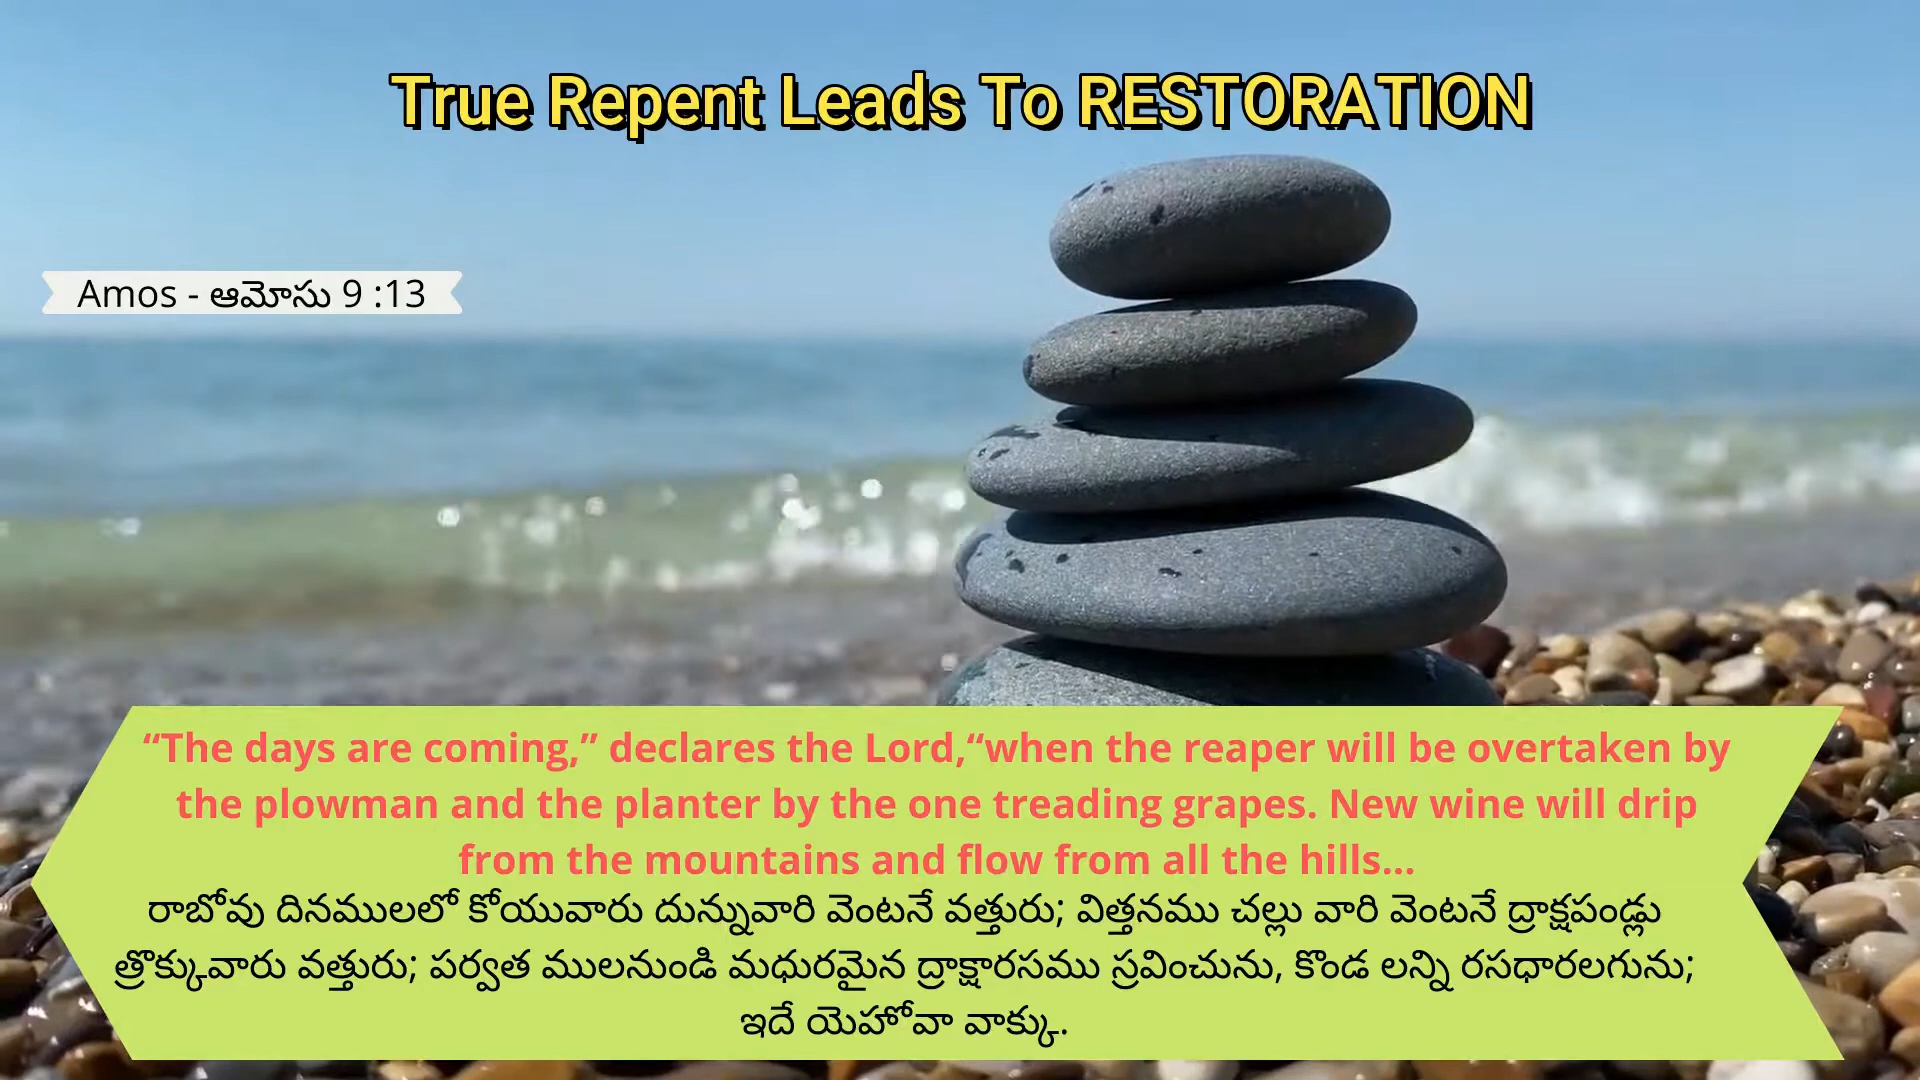 True Repent Leads To RESTORATION
Amos - ఆమోసు 9 :13
“The days are coming,” declares the Lord,“when the reaper will be overtaken by
the plowman and the planter by the one treading grapes. New wine will drip
from the mountains and flow from all the hills...
రాబోవు దినములలో కోయువారు దున్నువారి వెంటనే వత్తురు; విత్తనము చల్లు వారి వెంటనే ద్రాక్షపండ్లు
త్రొక్కువారు వత్తురు; పర్వత ములనుండి మధురమైన ద్రాక్షారసము స్రవించును, కొండ లన్ని రసధారలగును;
ఇదే యెహోవా వాక్కు.